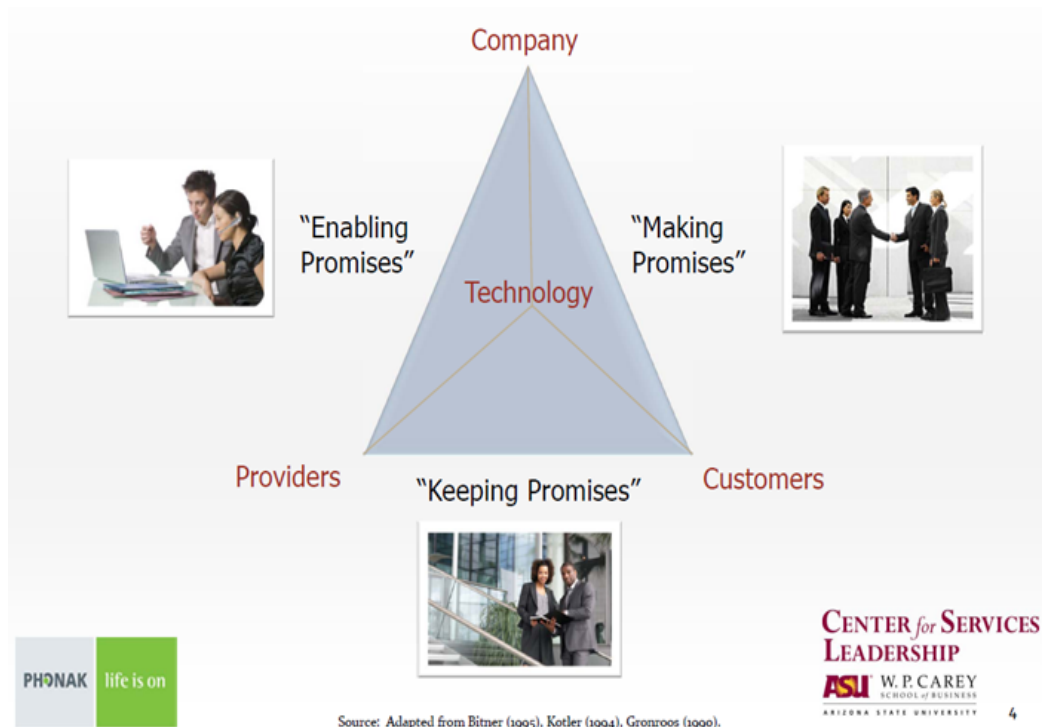 Company
“Enabling
Promises”
“Making
Promises”
Technology
Providers
“Keeping Promises”
Customers
PHONAK life is on
CENTER for SERVICES
LEADERSHIP
ASU W. P. CAREY
SCHOOL of BUSINESS
ARIZONA STATE UNIVERSITY
4
Source: Adapted from Bitner (1995), Kotler (1994), Gronroos (1990).